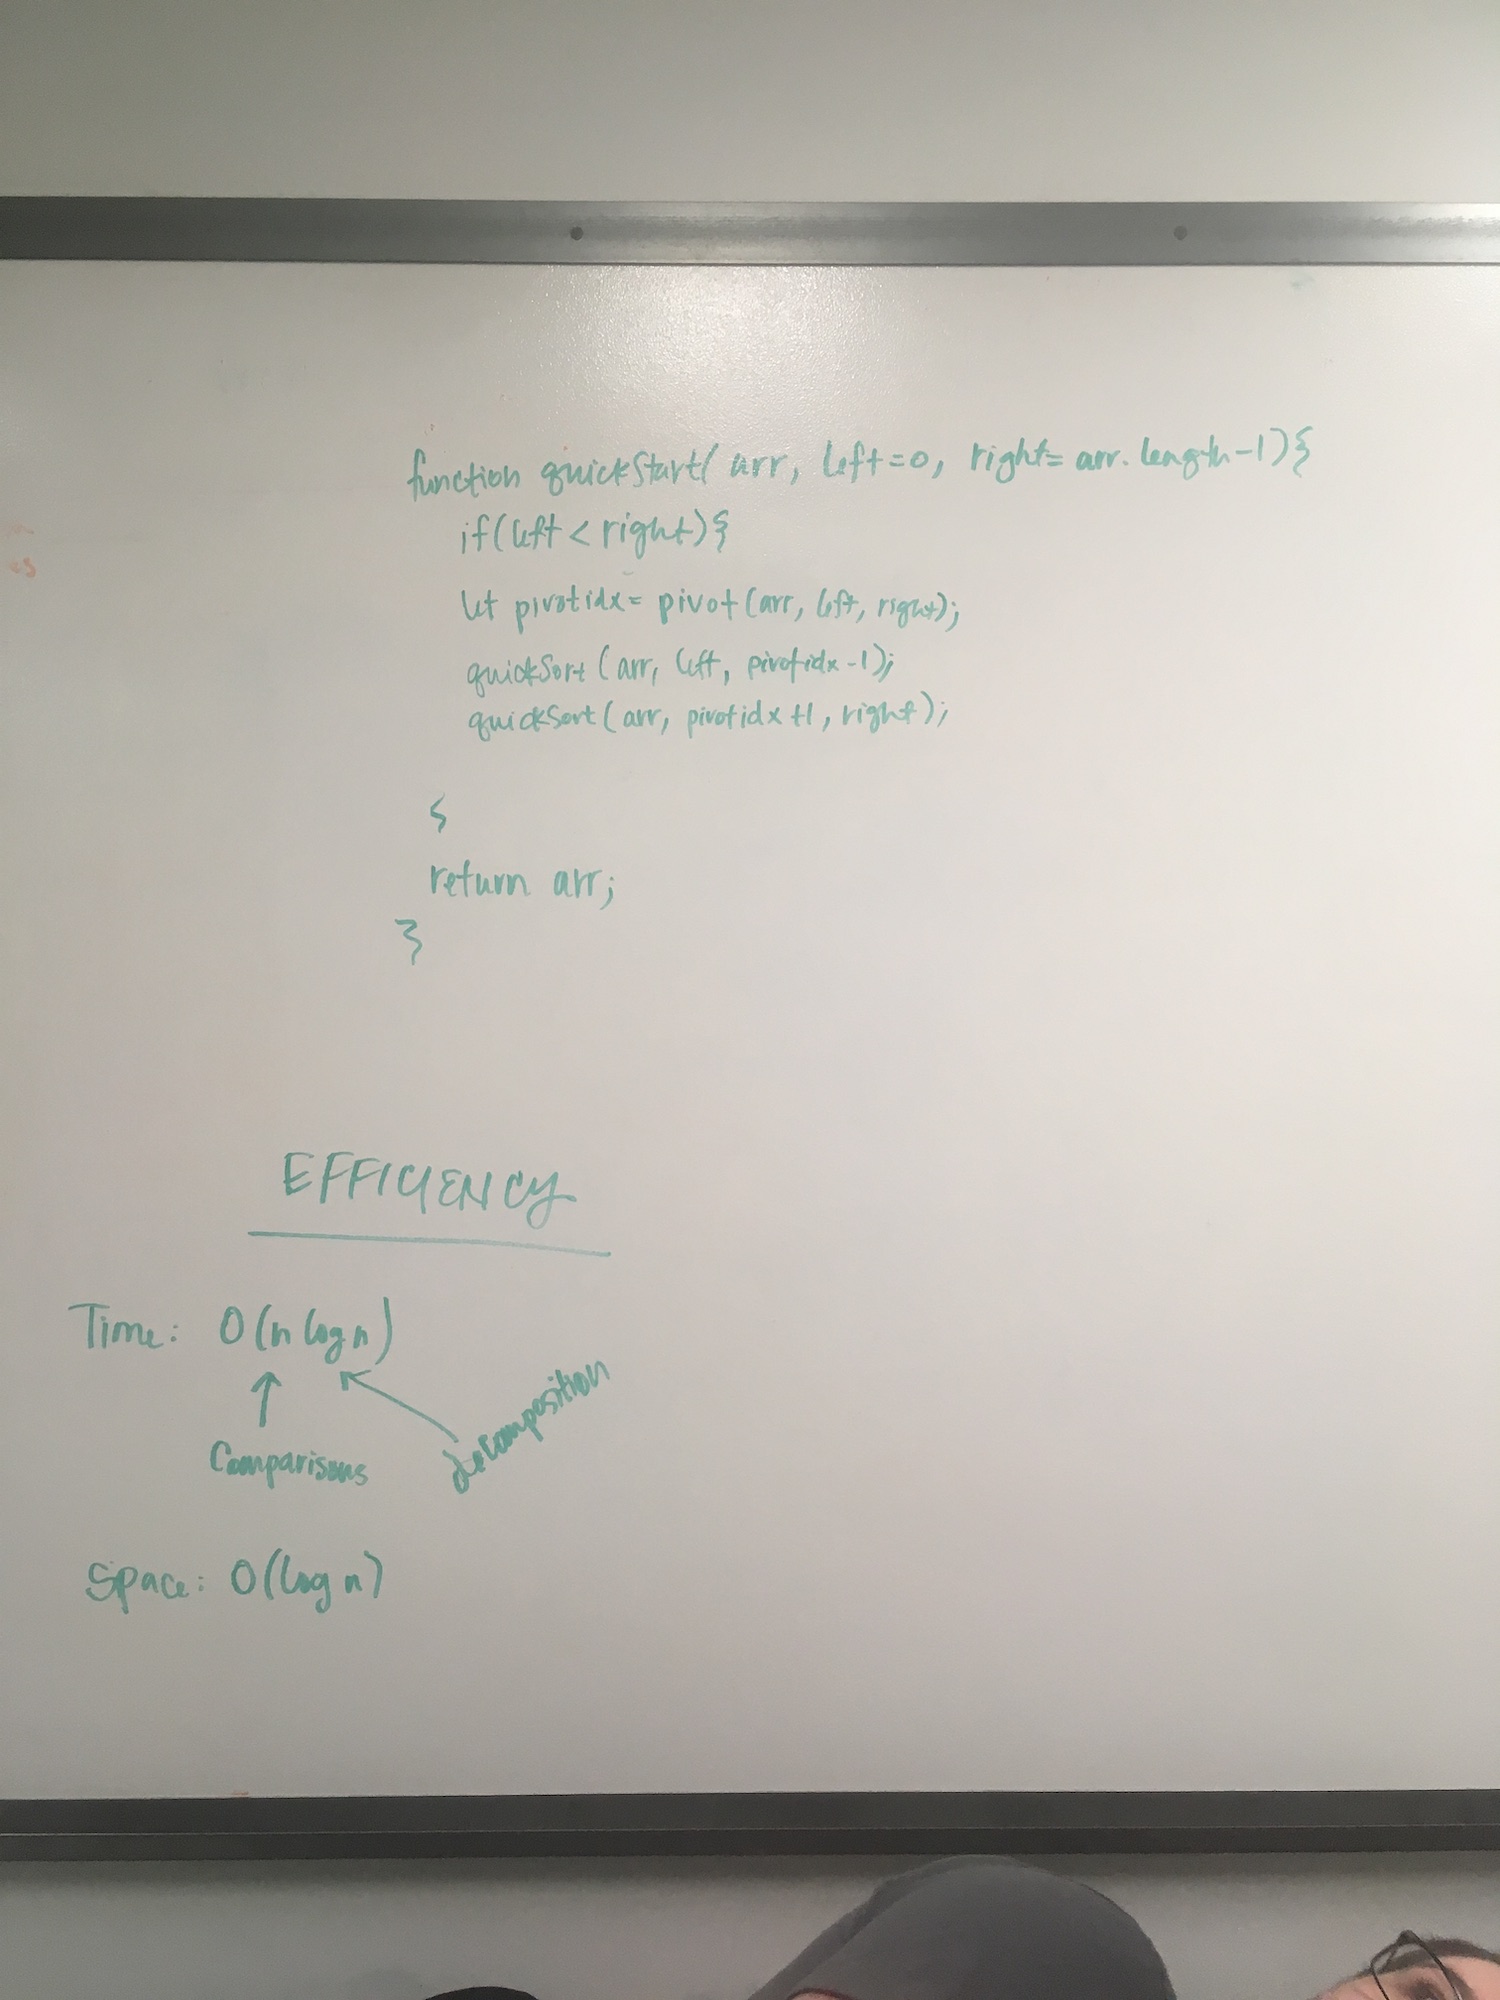 function quickStart( arr, left=0, right= arr.length-1){
if(left < right){
let pivotidx= pivot(arr, left, right);
quickSort (arr, left, pivotidx-1);
quickSort (arr, pivotidx+1, right);
{
return arr;
}
EFFICIENCY
Time: O(n log n)
Comparisons
decomposition
Space: O(log n)